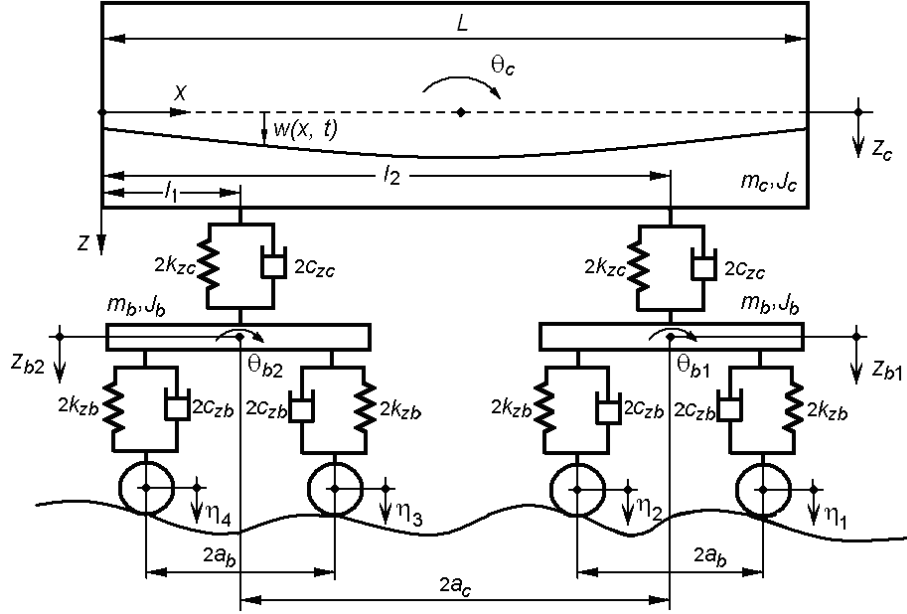 L
θc
x
w(x, t)
zc
l2
l1
mc, Jc
z
2kzc
2czc
2kzc
2czc
mb, Jb
mb, Jb
zb2
θb2
θb1
zb1
2kzb
2czb
2czb
2kzb
2kzb
2czb
2czb
2kzb
η4
η3
η2
η1
2ab
2ab
2ac